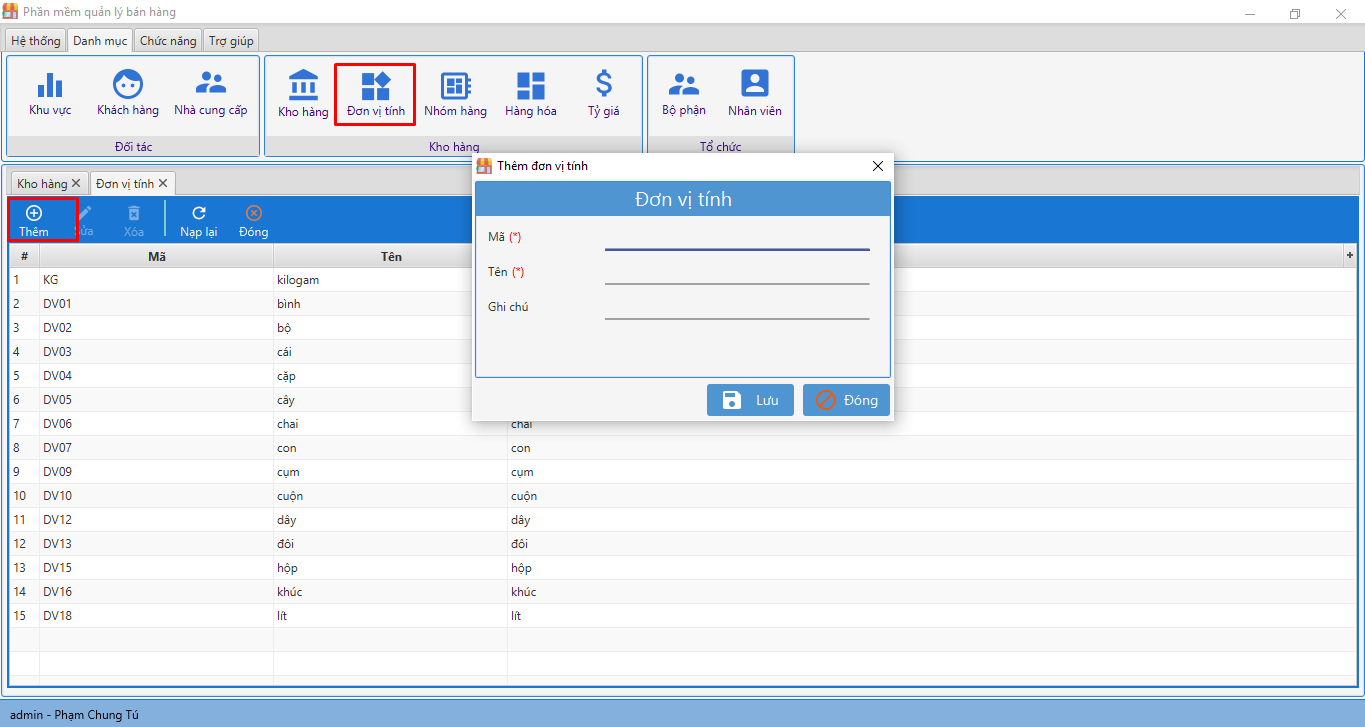 Phần mềm quản lý bán hàng
Hệ thống Danh mục Chức năng Trợ giúp
Khu vực Khách hàng Nhà cung cấp Kho hàng Đơn vị tính Nhóm hàng Hàng hóa Tỷ giá Bộ phận Nhân viên
Đối tác Kho hàng Tổ chức
Thêm đơn vị tính
Đơn vị tính
Mã (*)
Tên (*)
Ghi chú
Lưu Đóng
Kho hàng Đơn vị tính
Thêm Sửa Xóa Nạp lại Đóng
# Mã Tên +
1 KG kilogam
2 DV01 bình
3 DV02 bộ
4 DV03 cái
5 DV04 cặp
6 DV05 cây
7 DV06 chai chai
8 DV07 con con
9 DV09 cụm cụm
10 DV10 cuộn cuộn
11 DV12 dây dây
12 DV13 đôi đôi
13 DV15 hộp hộp
14 DV16 khúc khúc
15 DV18 lít lít
admin - Phạm Chung Tú